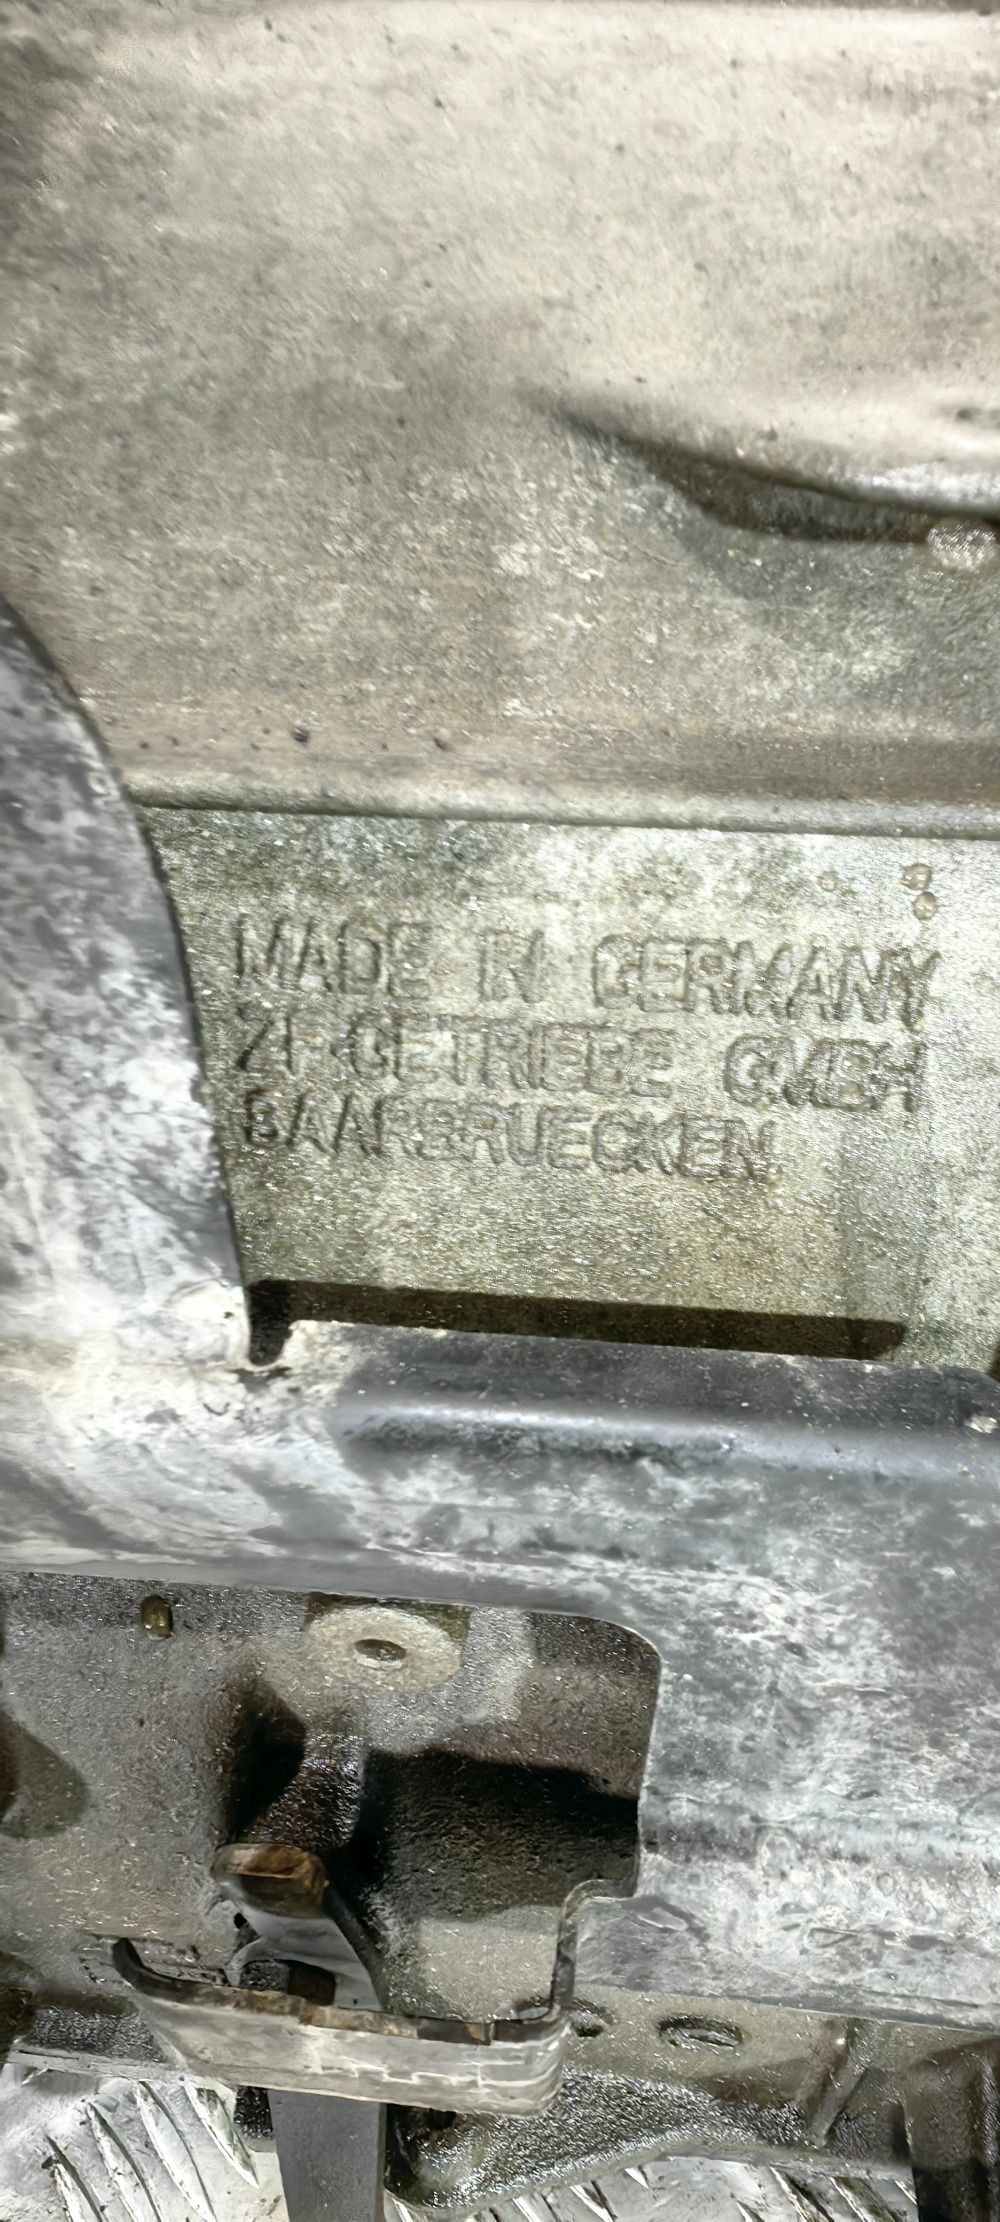 MADE IN GERMANY
ZF GETRIEBE GMBH
SAARBRUECKEN